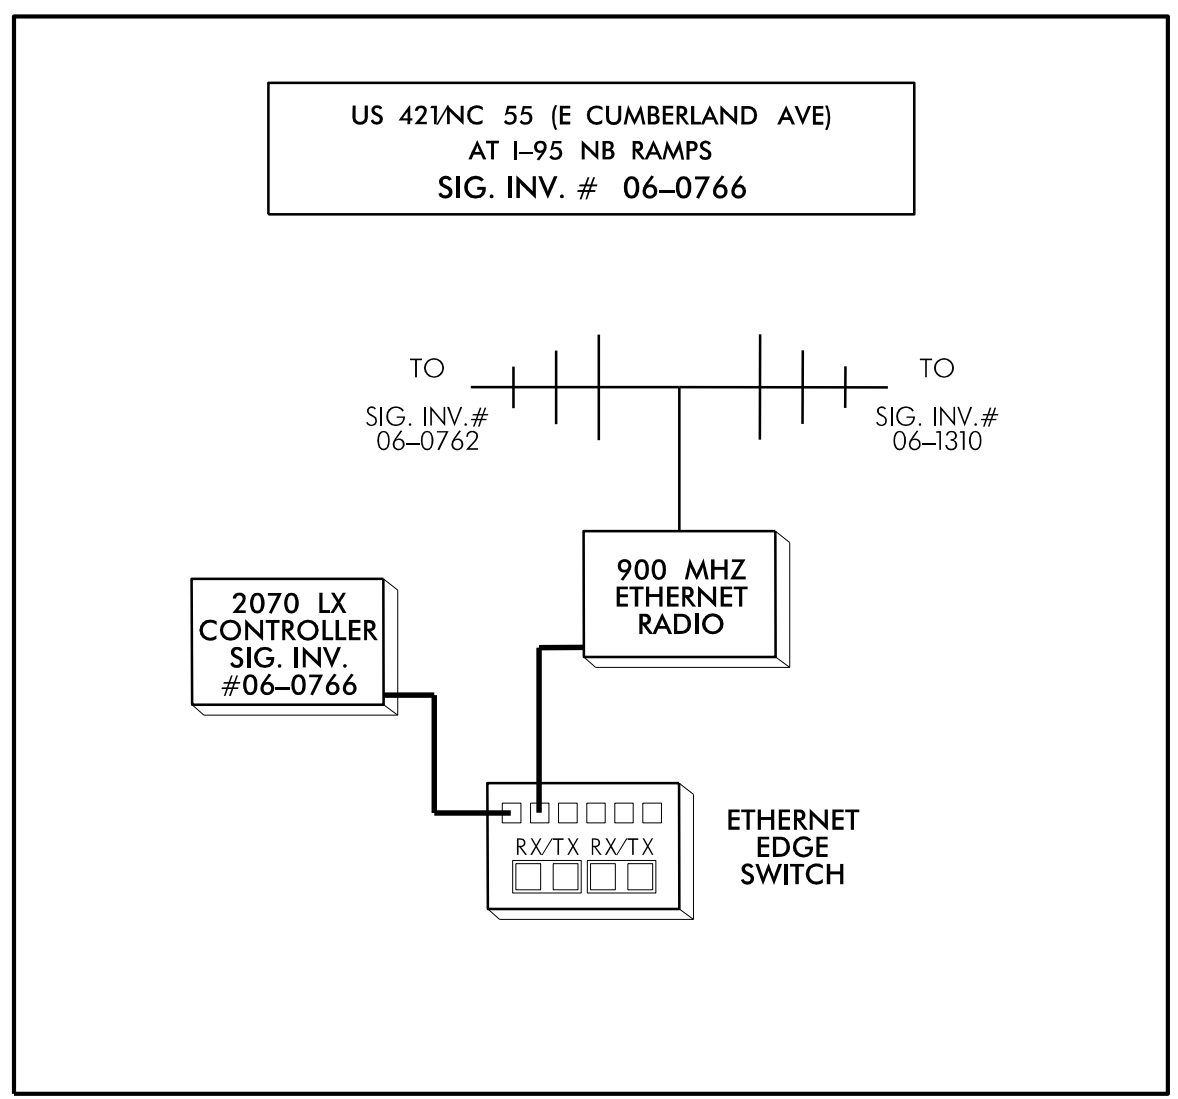 US 421/NC 55 (E CUMBERLAND AVE)
AT I–95 NB RAMPS
SIG. INV. # 06–0766
TO
SIG. INV.#
06–0762
TO
SIG. INV.#
06–1310
900 MHZ
ETHERNET
RADIO
2070 LX
CONTROLLER
SIG. INV.
#06–0766
RX/TX RX/TX
ETHERNET
EDGE
SWITCH